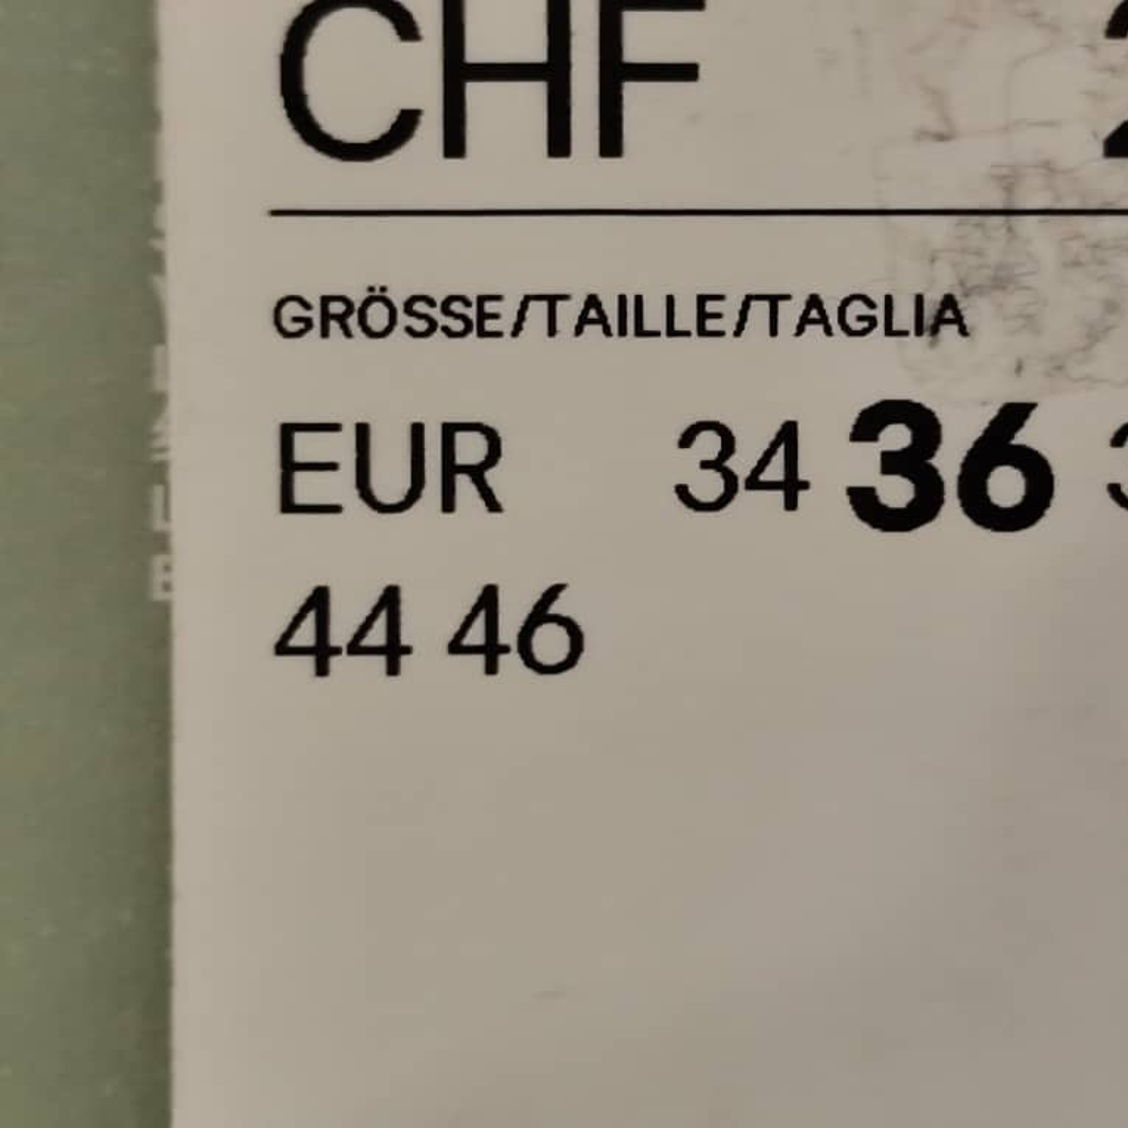 CHF
GRÖSSE/TAILLE/TAGLIA
EUR 34 36
44 46